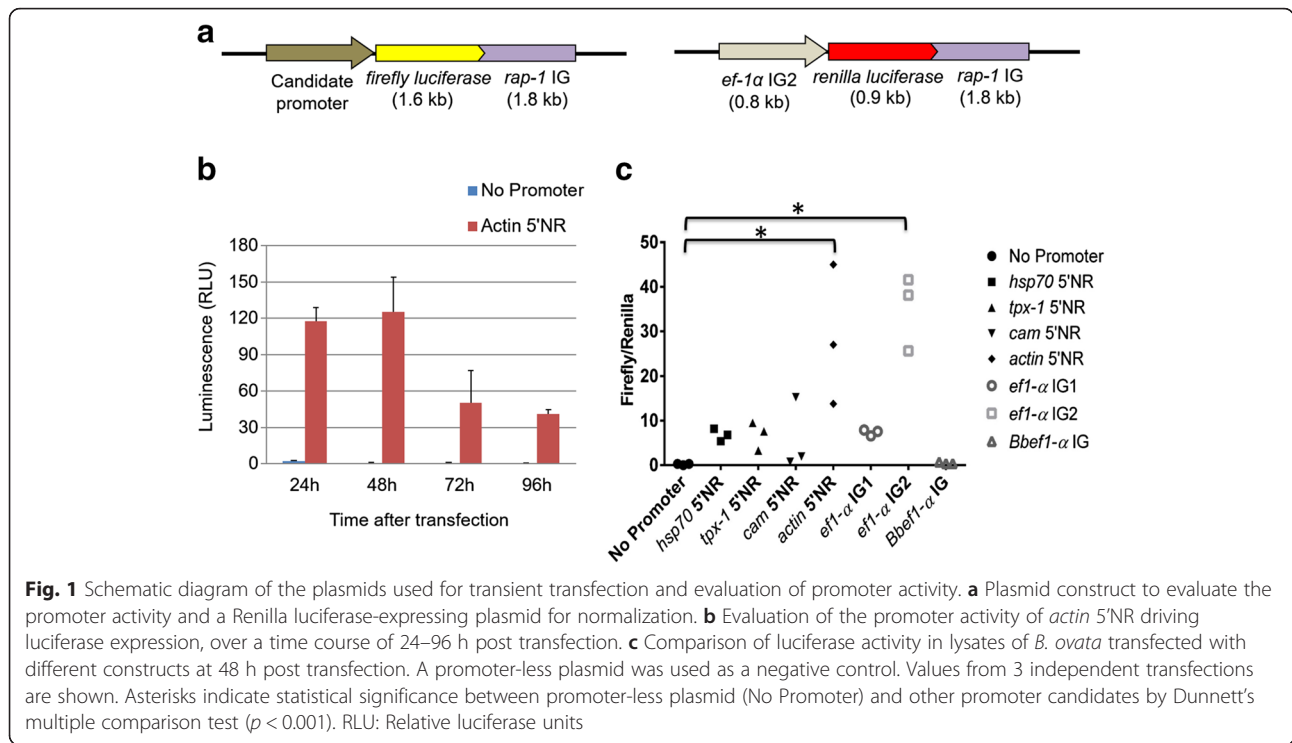 a
Candidate promoter
firefly luciferase (1.6 kb)
rap-1 IG (1.8 kb)
ef-1α IG2 (0.8 kb)
renilla luciferase (0.9 kb)
rap-1 IG (1.8 kb)
b
No Promoter
Actin 5'NR
Luminescence (RLU)
180
150
120
90
60
30
0
24h 48h 72h 96h
Time after transfection
c
*
*
Firefly/Renilla
50
40
30
20
10
0
No Promoter
hsp70 5'NR
tpx-1 5'NR
cam 5'NR
actin 5'NR
ef1-α IG1
ef1-α IG2
Bbef1-α IG
No Promoter
hsp70 5'NR
tpx-1 5'NR
cam 5'NR
actin 5'NR
ef1-α IG1
ef1-α IG2
Bbef1-α IG
Fig. 1 Schematic diagram of the plasmids used for transient transfection and evaluation of promoter activity. a Plasmid construct to evaluate the
promoter activity and a Renilla luciferase-expressing plasmid for normalization. b Evaluation of the promoter activity of actin 5′NR driving
luciferase expression, over a time course of 24–96 h post transfection. c Comparison of luciferase activity in lysates of B. ovata transfected with
different constructs at 48 h post transfection. A promoter-less plasmid was used as a negative control. Values from 3 independent transfections
are shown. Asterisks indicate statistical significance between promoter-less plasmid (No Promoter) and other promoter candidates by Dunnett's
multiple comparison test (p < 0.001). RLU: Relative luciferase units